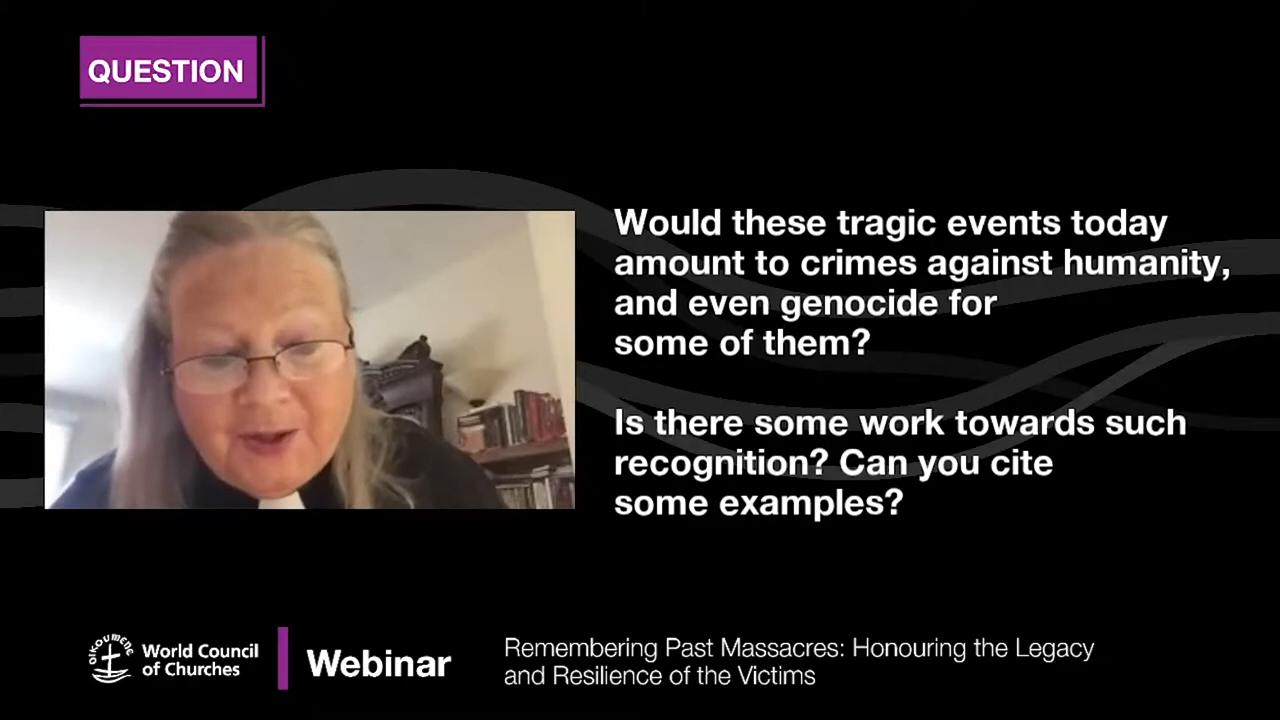 QUESTION
Would these tragic events today
amount to crimes against humanity,
and even genocide for
some of them?
Is there some work towards such
recognition? Can you cite
some examples?
OIKOUMENE
World Council
of Churches
Webinar
Remembering Past Massacres: Honouring the Legacy
and Resilience of the Victims